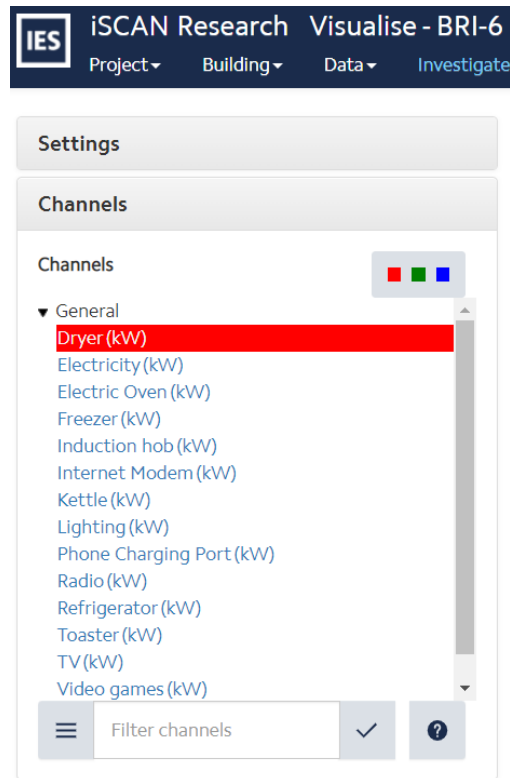 IES
iSCAN Research Visualise - BRI-6
Project Building Data Investigate
Settings
Channels
Channels
General
Dryer (kW)
Electricity (kW)
Electric Oven (kW)
Freezer (kW)
Induction hob (kW)
Internet Modem (kW)
Kettle (kW)
Lighting (kW)
Phone Charging Port (kW)
Radio (kW)
Refrigerator (kW)
Toaster (kW)
TV (kW)
Video games (kW)
Filter channels